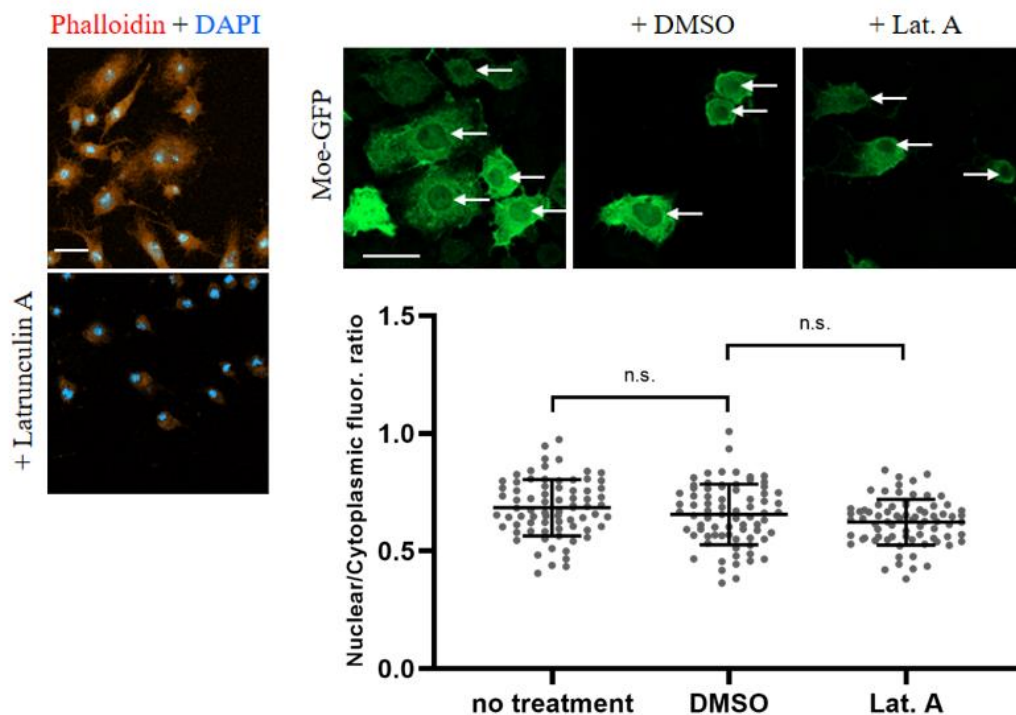 Phalloidin + DAPI
+ Latrunculin A
Moe-GFP
+ DMSO
+ Lat. A
Nuclear/Cytoplasmic fluor. ratio
1.5
1.0
0.5
0.0
n.s.
n.s.
no treatment
DMSO
Lat. A